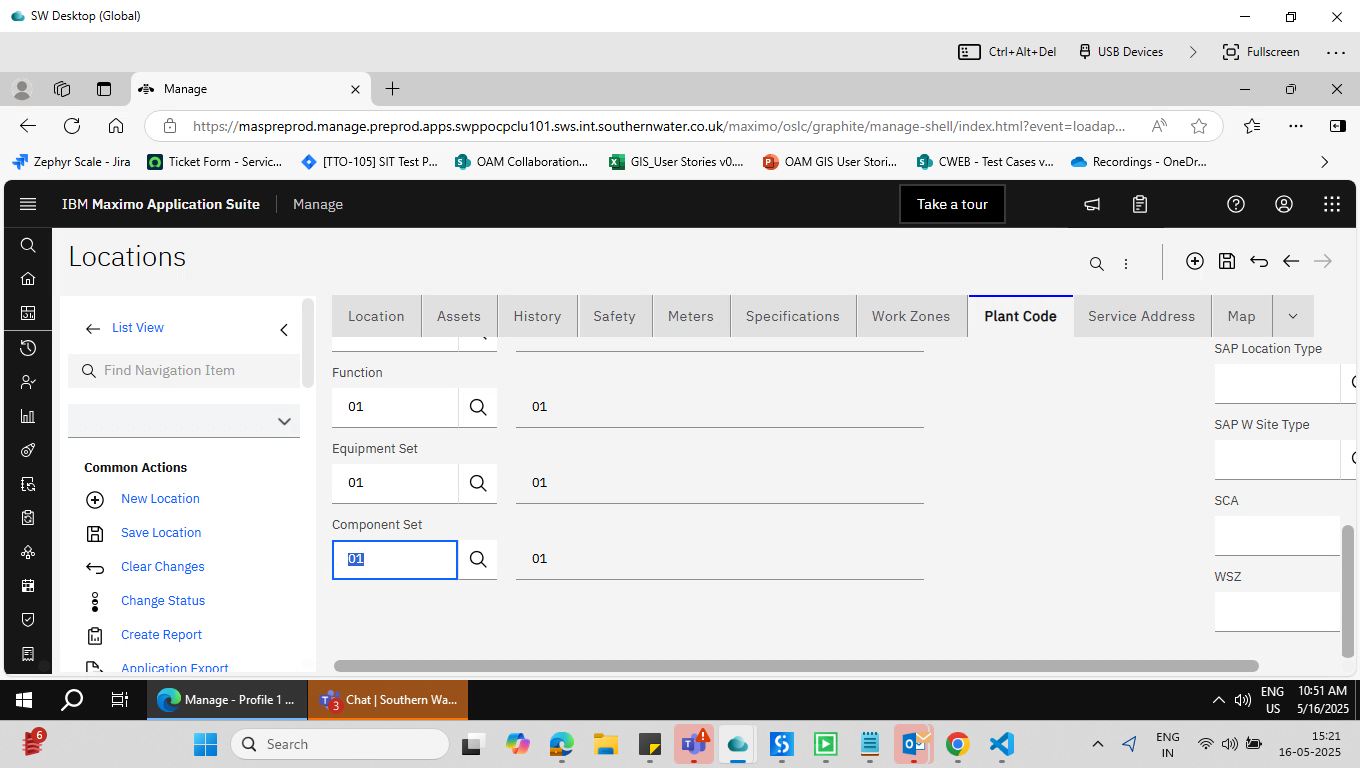 SW Desktop (Global)
Ctrl+Alt+Del
USB Devices
Fullscreen
Manage
https://maspreprod.manage.preprod.apps.swppocpclu101.sws.int.southernwater.co.uk/maximo/oslc/graphite/manage-shell/index.html?event=loadap...
Zephyr Scale - Jira
Ticket Form - Servic...
[TTO-105] SIT Test P...
OAM Collaboration...
GIS_User Stories v0....
OAM GIS User Stori...
CWEB - Test Cases v...
Recordings - OneDr...
IBM Maximo Application Suite
Manage
Take a tour
Locations
List View
Find Navigation Item
Common Actions
New Location
Save Location
Clear Changes
Change Status
Create Report
Application Export
Location
Assets
History
Safety
Meters
Specifications
Work Zones
Plant Code
Service Address
Map
Function
01
01
Equipment Set
01
01
Component Set
01
01
SAP Location Type
SAP W Site Type
SCA
WSZ
Manage - Profile 1 ...
3
Chat | Southern Wa...
ENG
US
10:51 AM
5/16/2025
6
Search
ENG
IN
15:21
16-05-2025